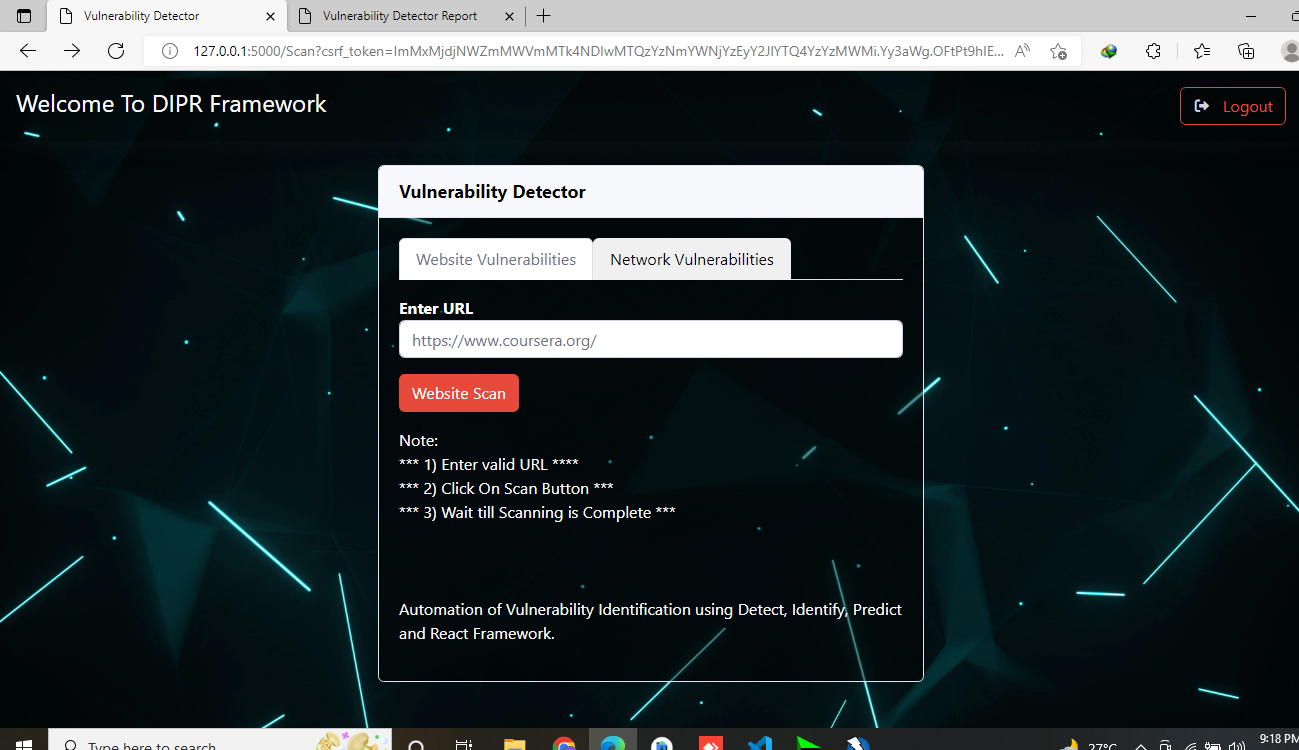 Vulnerability Detector
Vulnerability Detector Report
127.0.0.1:5000/Scan?csrf_token=ImMxMjdjNWZmMWVmMTk4NDIwMTQzYzNmYWNjYzEyY2JlYTQ4YzYzMWMi.Yy3aWg.OFtPt9hIE...
Welcome To DIPR Framework
Logout
Vulnerability Detector
Website Vulnerabilities
Network Vulnerabilities
Enter URL
https://www.coursera.org/
Website Scan
Note:
*** 1) Enter valid URL ****
*** 2) Click On Scan Button ***
*** 3) Wait till Scanning is Complete ***
Automation of Vulnerability Identification using Detect, Identify, Predict
and React Framework.
Type here to search
27°C
9:18 PM